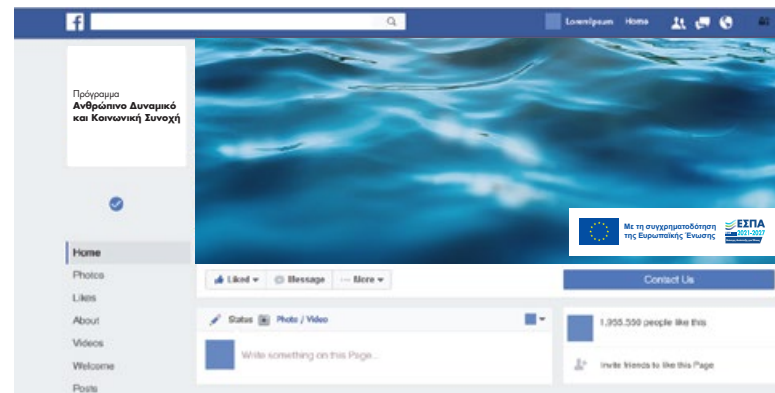 f
LoremIpsum Home
Πρόγραμμα
Ανθρώπινο Δυναμικό
και Κοινωνική Συνοχή
Με τη συγχρηματοδότηση
της Ευρωπαϊκής Ένωσης
ΕΣΠΑ
2021-2027
Home
Photos
Likes
About
Videos
Welcome
Posts
Liked Message ··· More
Contact Us
Status Photo / Video
Write something on this Page...
1,955.550 people like this
Invite friends to like this Page